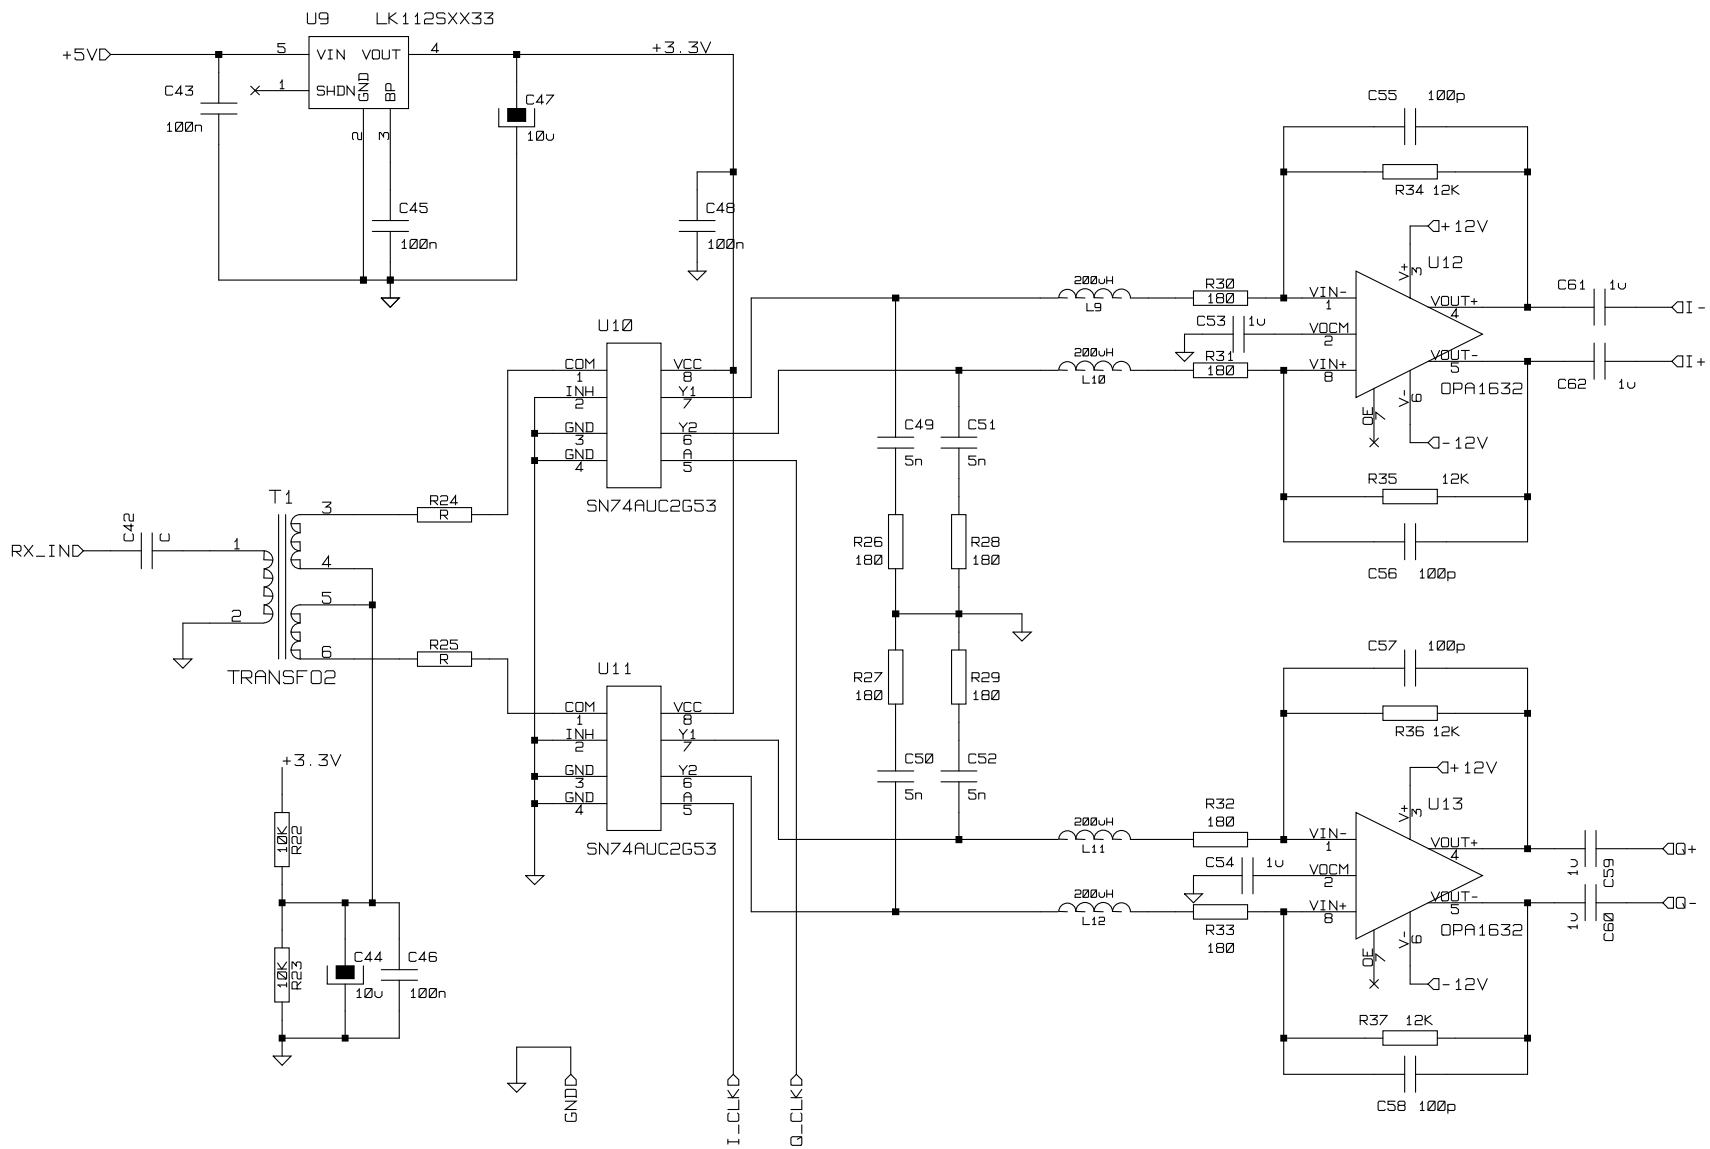 U9 LK112SXX33
+5V 5 VIN VOUT 4 +3.3V
1 SHDN GND BP
2 3
C43
100n
C47
10u
C45
100n
C48
100n
C55 100p
R34 12K
+12V
V+ 3
U12
200uH
L9
R30
180
VIN-
1
VOUT+
4
C61 1u
I-
C53 1u
VOCM
2
200uH
L10
R31
180
VIN+
8
VOUT-
5
OPA1632
C62 1u
I+
OE
7
V- 6
-12V
R35 12K
C56 100p
U10
COM
1
INH
2
GND
3
GND
4
VCC
8
Y1
7
Y2
6
A
5
SN74AUC2G53
C49
5n
C51
5n
T1
3
R24
R
C42 C
RX_IN
1
2
4
5
6
TRANSFO2
R25
R
R26
180
R28
180
R27
180
R29
180
U11
COM
1
INH
2
GND
3
GND
4
VCC
8
Y1
7
Y2
6
A
5
SN74AUC2G53
C50
5n
C52
5n
+3.3V
10K
R22
10K
R23
C44
10u
C46
100n
C57 100p
R36 12K
+12V
V+ 3
U13
200uH
L11
R32
180
VIN-
1
VOUT+
4
1u C59
Q+
C54 1u
VOCM
2
200uH
L12
R33
180
VIN+
8
VOUT-
5
OPA1632
1u C60
Q-
OE
7
V- 6
-12V
R37 12K
C58 100p
GND
I_CLK
Q_CLK